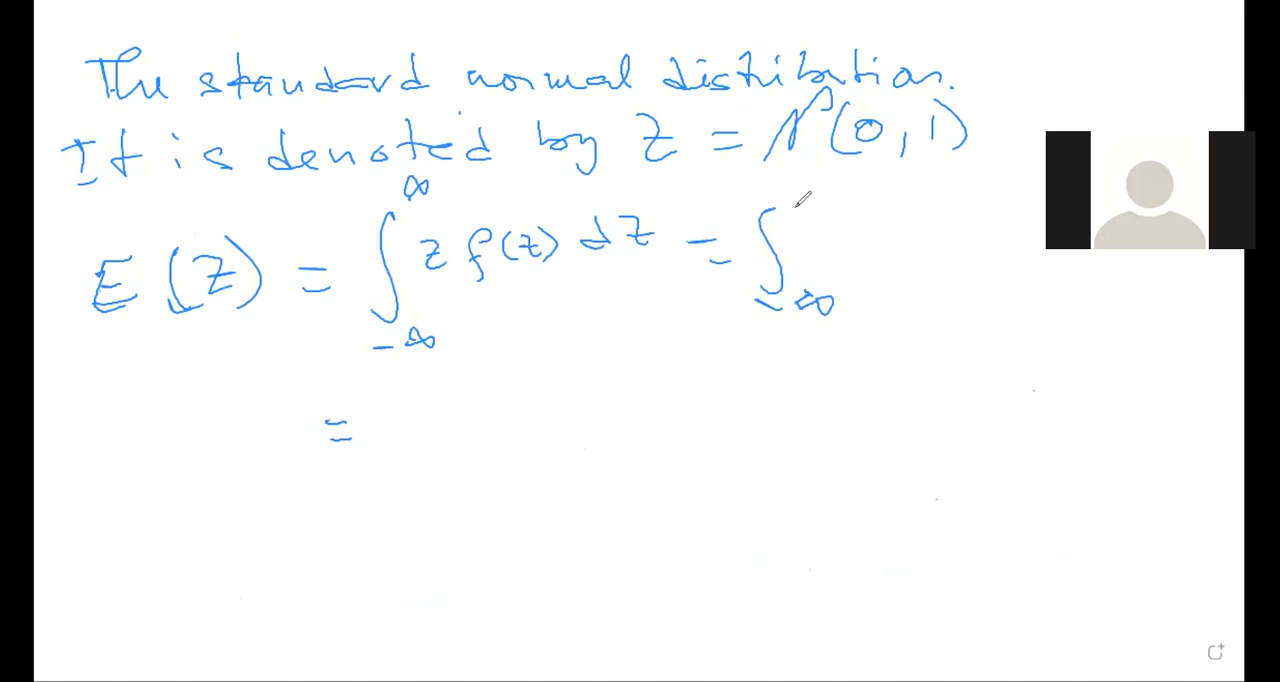 The standard normal distribution.
It is denoted by Z = N(0, 1)
E(Z) = ∫_{-∞}^{∞} z f(z) dz = ∫_{-∞}
=